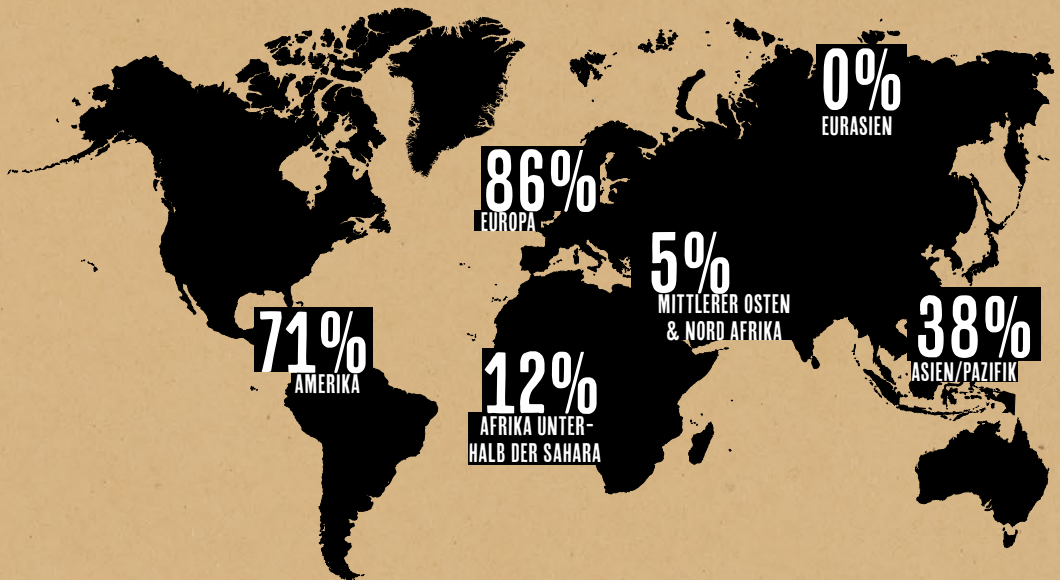 0%
EURASIEN
86%
EUROPA
5%
MITTLERER OSTEN
& NORD AFRIKA
71%
AMERIKA
38%
ASIEN/PAZIFIK
12%
AFRIKA UNTER-
HALB DER SAHARA